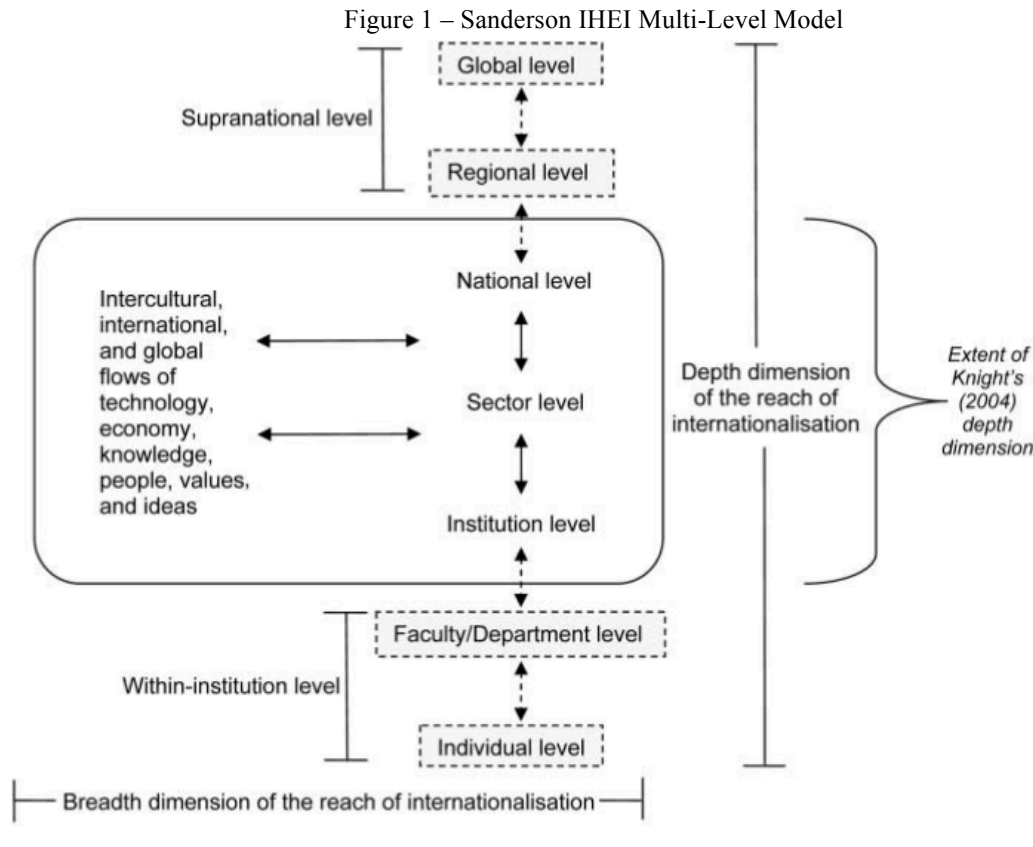 Figure 1 – Sanderson IHEI Multi-Level Model
Global level
Supranational level
Regional level
National level
Intercultural,
international,
and global
flows of
technology,
economy,
knowledge,
people, values,
and ideas
Sector level
Institution level
Depth dimension
of the reach of
internationalisation
Extent of
Knight's
(2004)
depth
dimension
Faculty/Department level
Within-institution level
Individual level
Breadth dimension of the reach of internationalisation